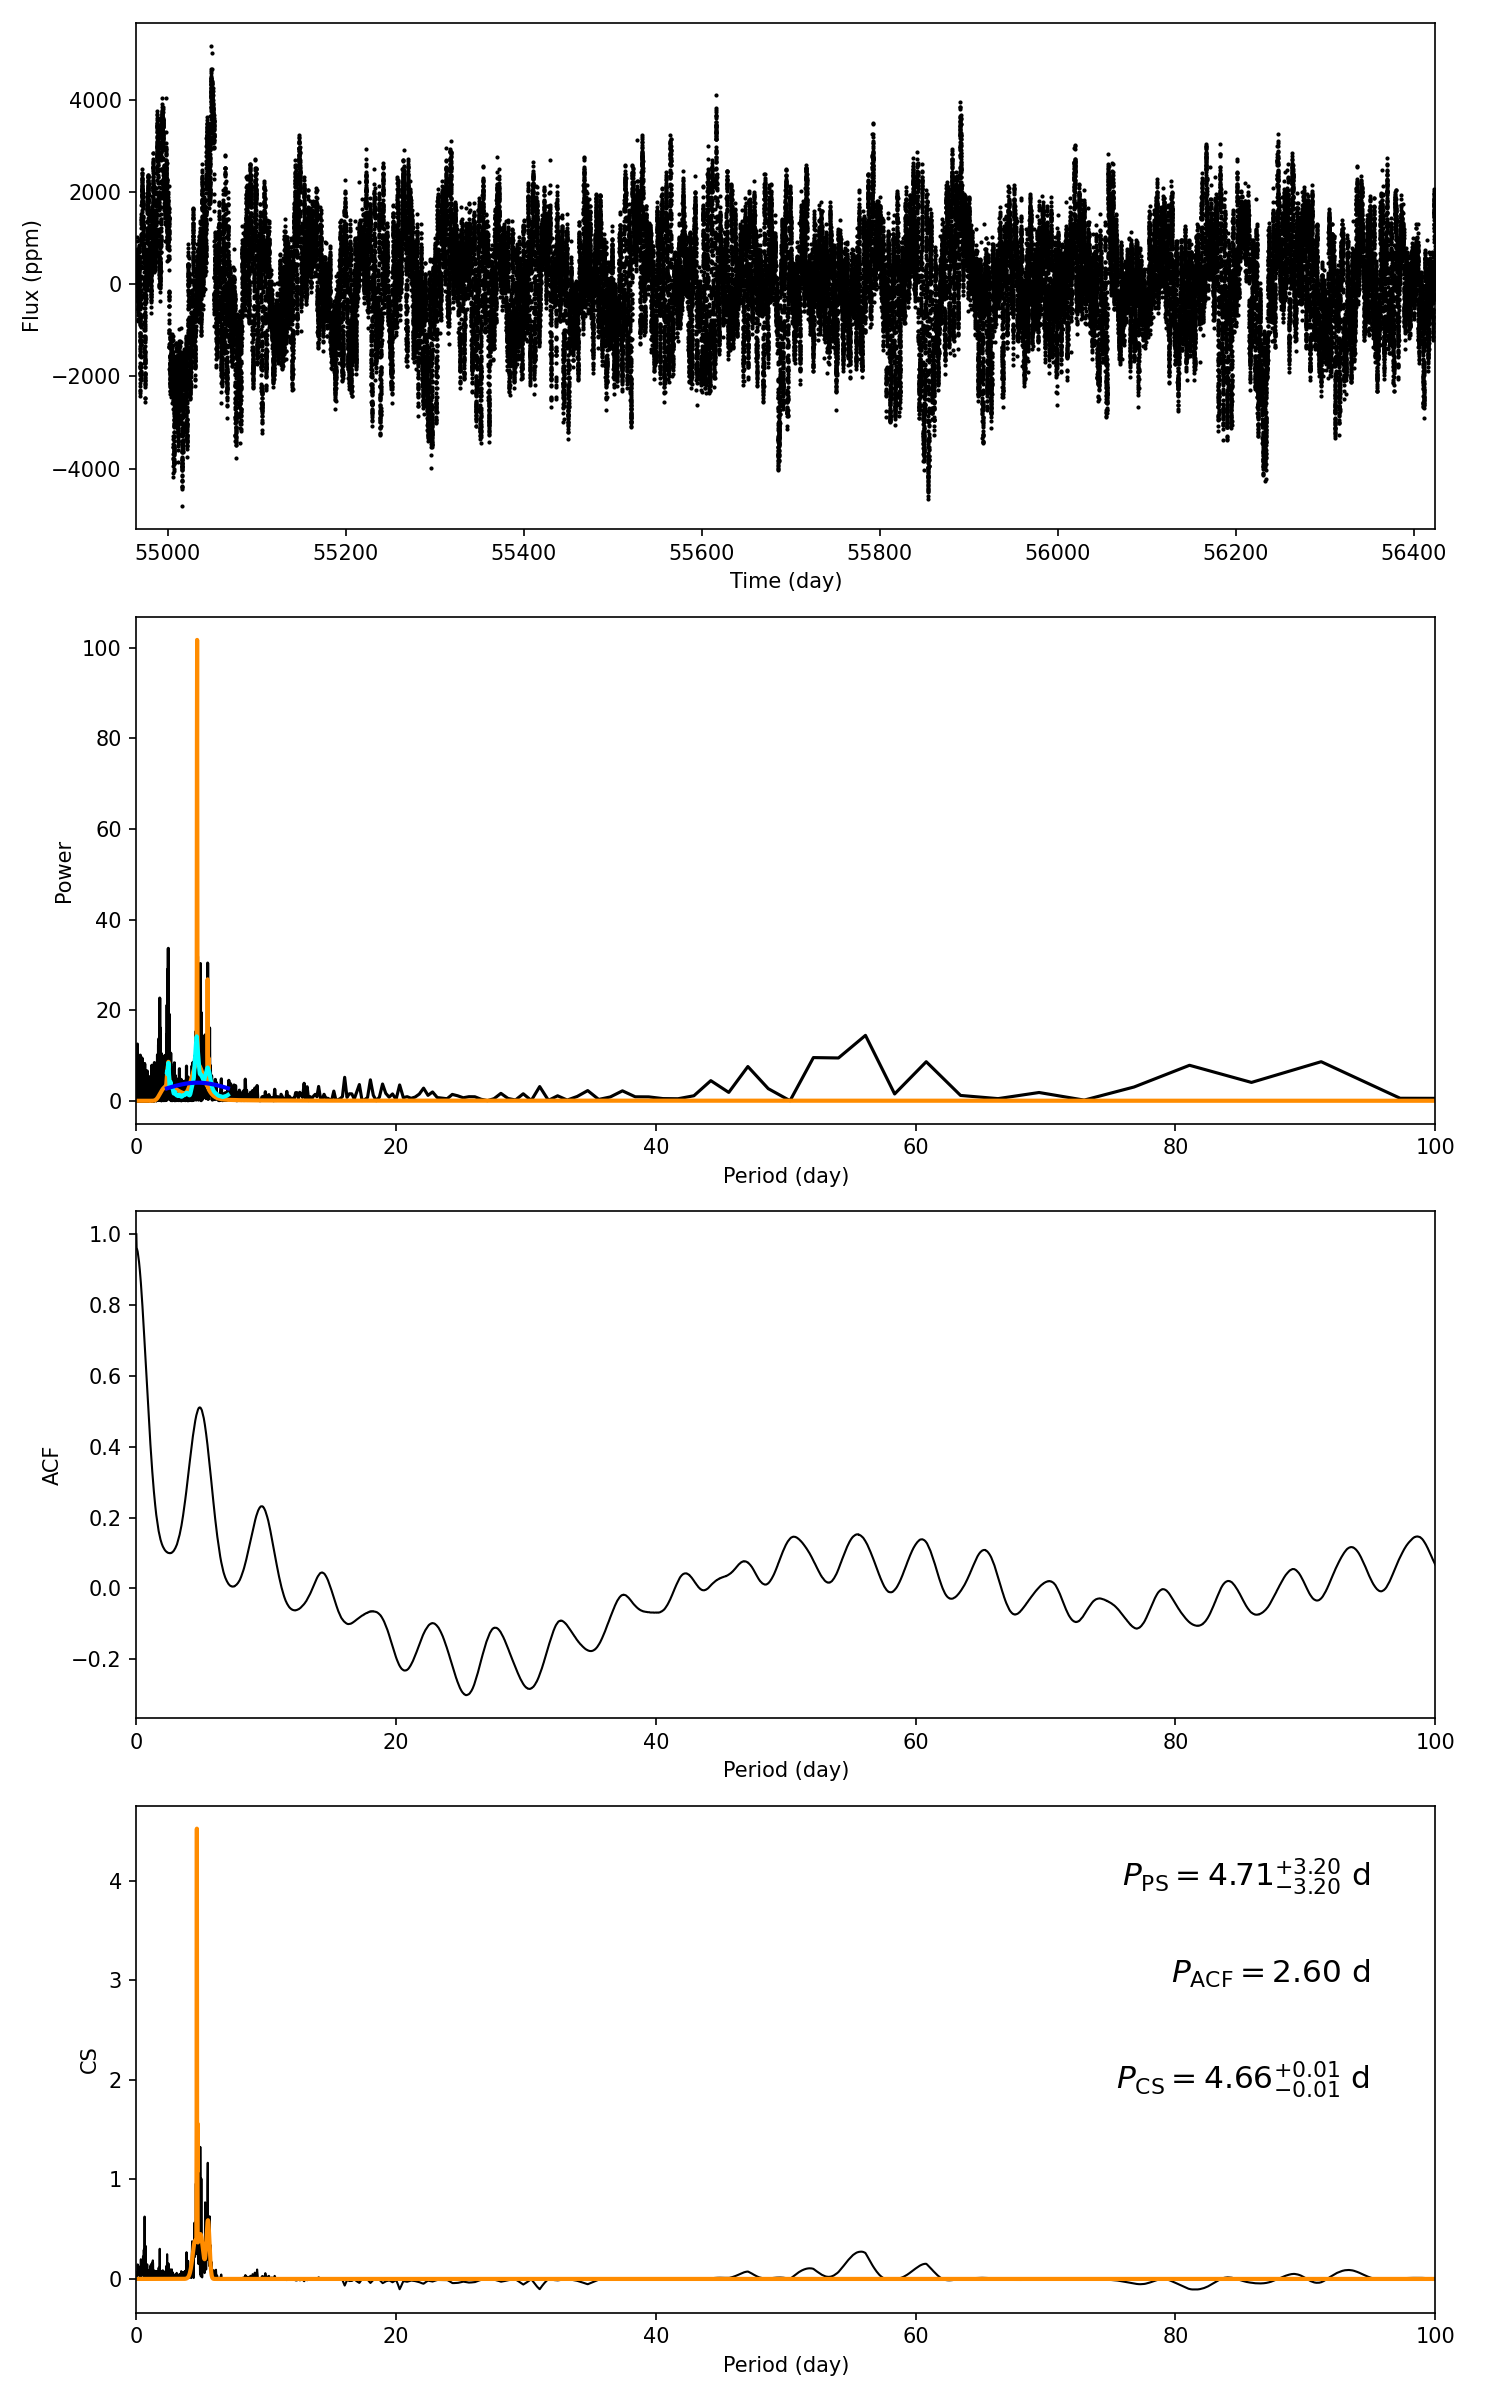 4000
2000
0
−2000
−4000
Flux (ppm)
55000 55200 55400 55600 55800 56000 56200 56400
Time (day)
100
80
60
40
20
0
Power
0 20 40 60 80 100
Period (day)
1.0
0.8
0.6
0.4
0.2
0.0
−0.2
ACF
0 20 40 60 80 100
Period (day)
4
3
2
1
0
CS
P_PS = 4.71^{+3.20}_{−3.20} d
P_ACF = 2.60 d
P_CS = 4.66^{+0.01}_{−0.01} d
0 20 40 60 80 100
Period (day)